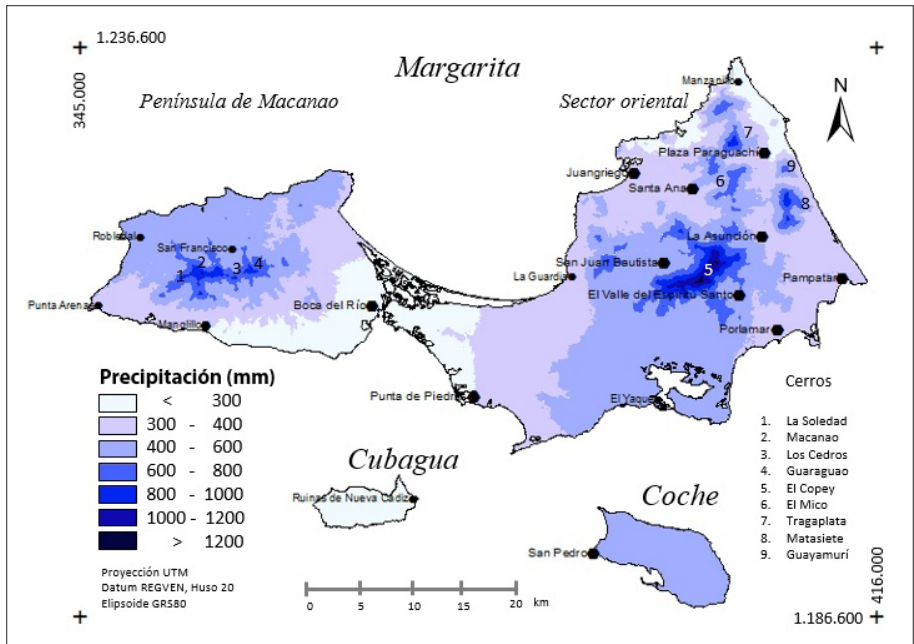 1.236.600
345.000
Margarita
Península de Macanao
Sector oriental
N
Manzanillo
7
Plaza Paraguachí
9
Juangriego
Santa Ana
6
8
Robledal
San Francisco
La Asunción
1
2
3
4
San Juan Bautista
5
La Guardia
Pampatar
Punta Arenas
Boca del Río
El Valle del Espíritu Santo
Manglillo
Porlamar
Precipitación (mm)
< 300
300 - 400
400 - 600
600 - 800
800 - 1000
1000 - 1200
> 1200
Punta de Piedra
El Yaque
Cerros
1. La Soledad
2. Macanao
3. Los Cedros
4. Guaraguao
5. El Copey
6. El Mico
7. Tragaplata
8. Matasiete
9. Guayamurí
Cubagua
Ruinas de Nueva Cádiz
Coche
San Pedro
Proyección UTM
Datum REGVEN, Huso 20
Elipsoide GRS80
0 5 10 15 20 km
416.000
1.186.600